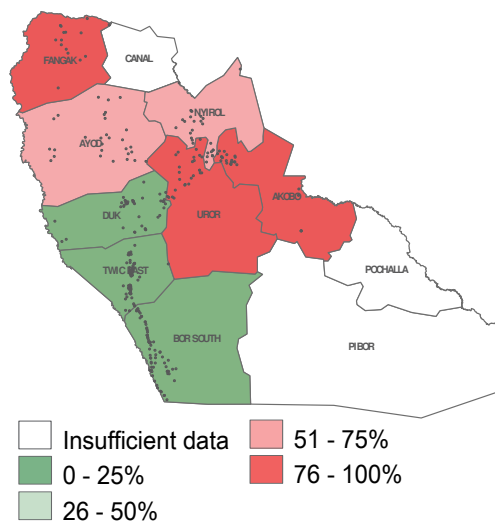 FANGAK
CANAL
NYIROL
AYOD
AKOBO
DUK
UROR
TWIC EAST
POCHALLA
BOR SOUTH
PIBOR
Insufficient data
0 - 25%
26 - 50%
51 - 75%
76 - 100%